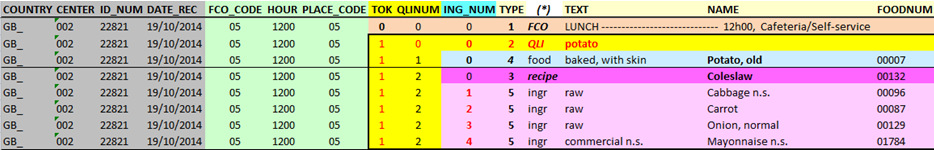 COUNTRY CENTER ID_NUM DATE_REC FCO_CODE HOUR PLACE_CODE TOK QLINUM ING_NUM TYPE (*) TEXT NAME FOODNUM
GB_ 002 22821 19/10/2014 05 1200 05 0 0 0 1 FCO LUNCH ---------------------------- 12h00, Cafeteria/Self-service
GB_ 002 22821 19/10/2014 05 1200 05 1 0 0 2 QLI potato
GB_ 002 22821 19/10/2014 05 1200 05 1 1 0 4 food baked, with skin Potato, old 00007
GB_ 002 22821 19/10/2014 05 1200 05 1 2 0 3 recipe Coleslaw 00132
GB_ 002 22821 19/10/2014 05 1200 05 1 2 1 5 ingr raw Cabbage n.s. 00096
GB_ 002 22821 19/10/2014 05 1200 05 1 2 2 5 ingr raw Carrot 00087
GB_ 002 22821 19/10/2014 05 1200 05 1 2 3 5 ingr raw Onion, normal 00129
GB_ 002 22821 19/10/2014 05 1200 05 1 2 4 5 ingr commercial n.s. Mayonnaise n.s. 01784